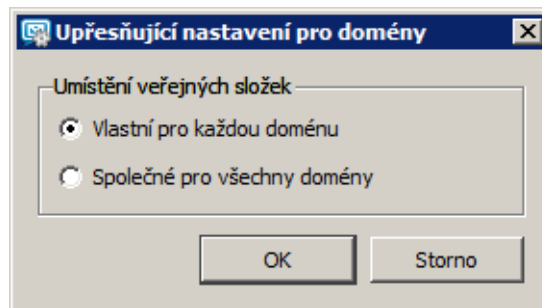 Upřesňující nastavení pro domény
Umístění veřejných složek
Vlastní pro každou doménu
Společné pro všechny domény
OK
Storno